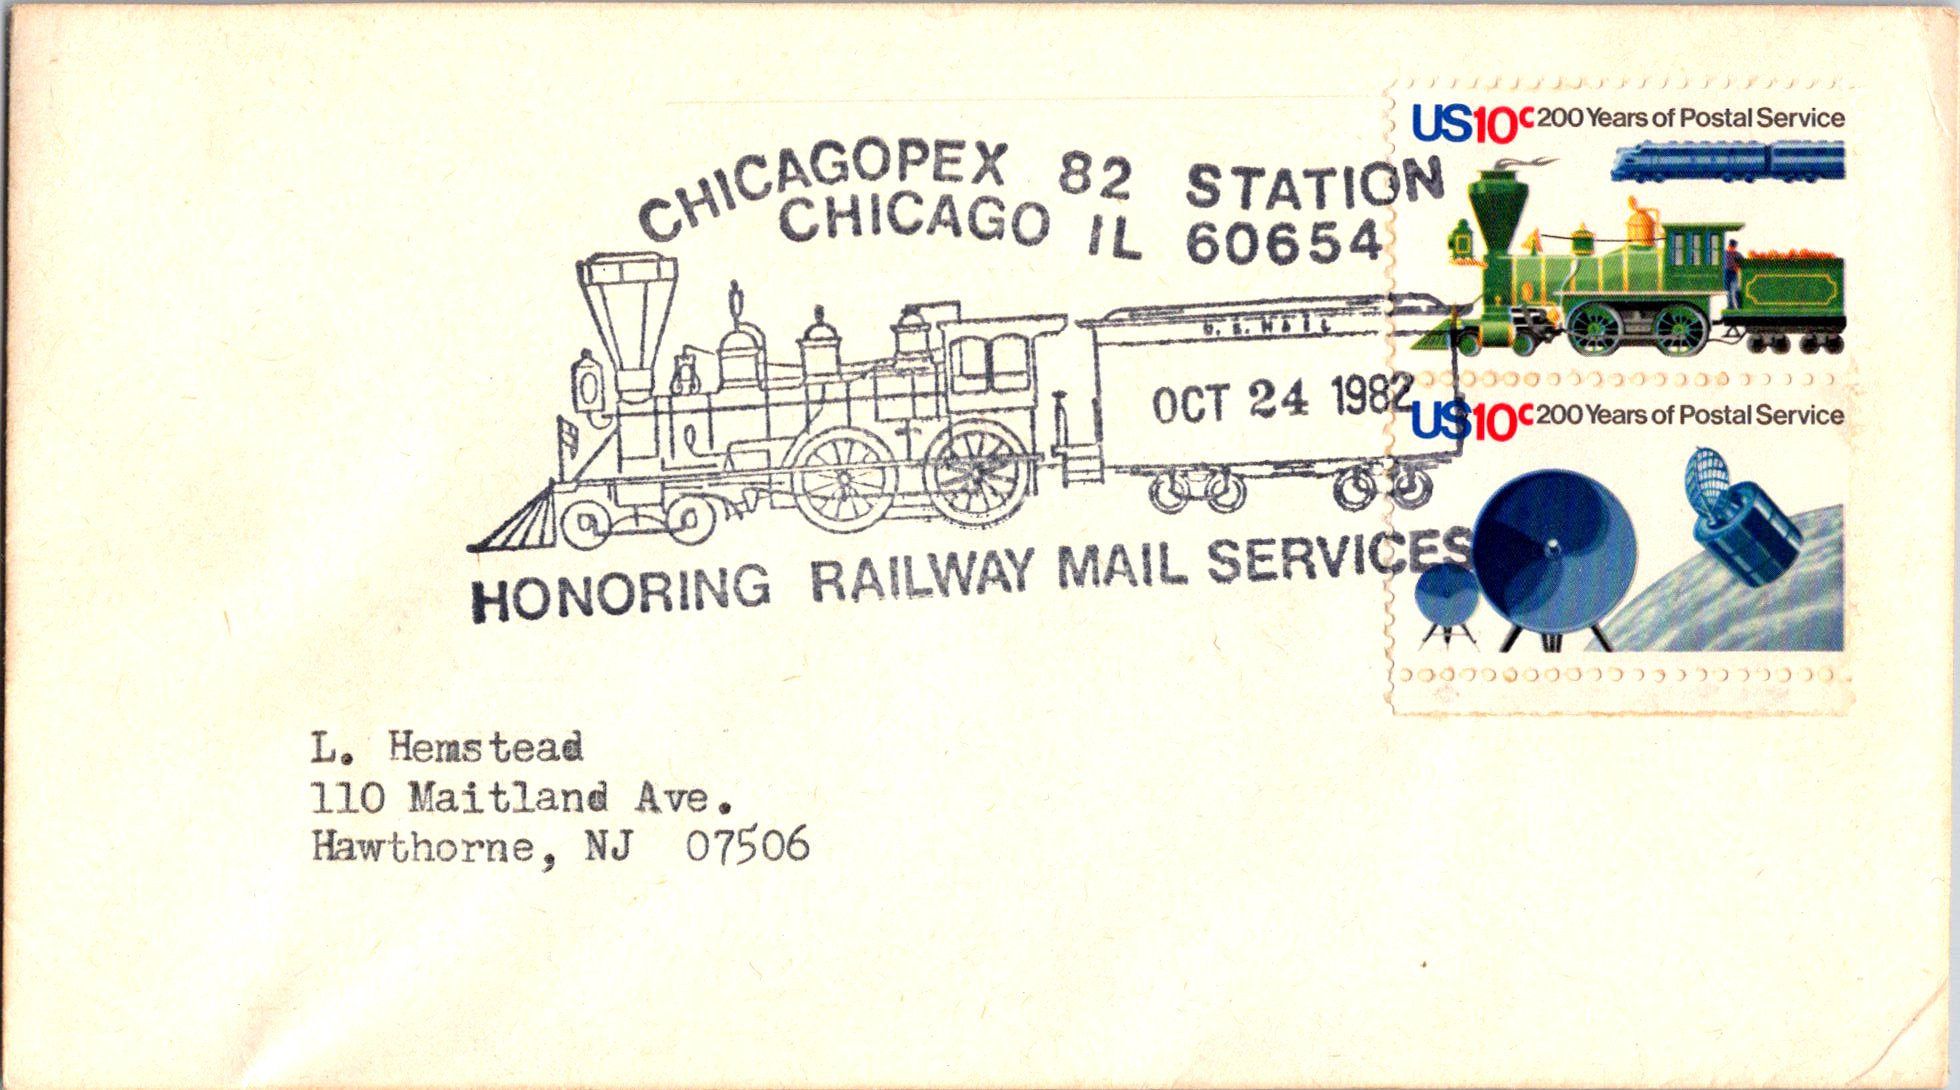 CHICAGOPEX 82 STATION
CHICAGO IL 60654
U.S. MAIL
OCT 24 1982
HONORING RAILWAY MAIL SERVICES
US10c 200 Years of Postal Service
US10c 200 Years of Postal Service
L. Hemstead
110 Maitland Ave.
Hawthorne, NJ 07506